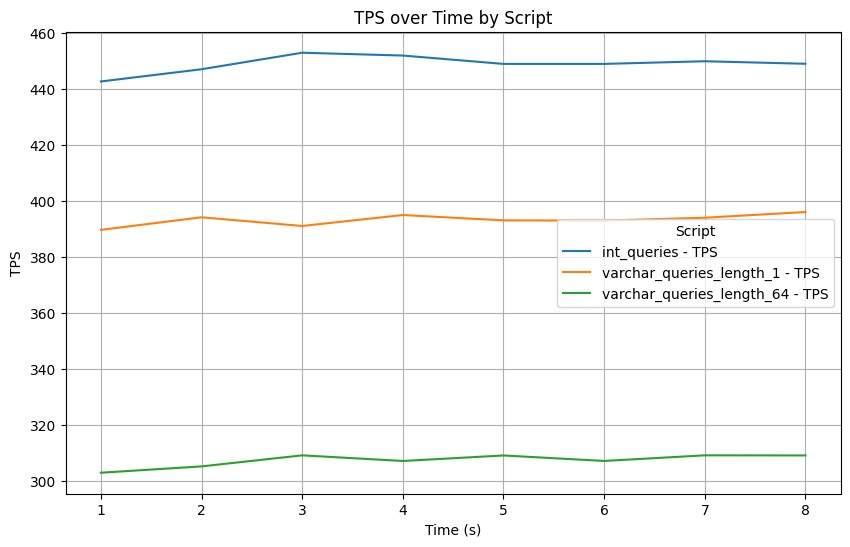 TPS over Time by Script
460
440
420
400
380
360
340
320
300
TPS
Script
int_queries - TPS
varchar_queries_length_1 - TPS
varchar_queries_length_64 - TPS
1 2 3 4 5 6 7 8
Time (s)